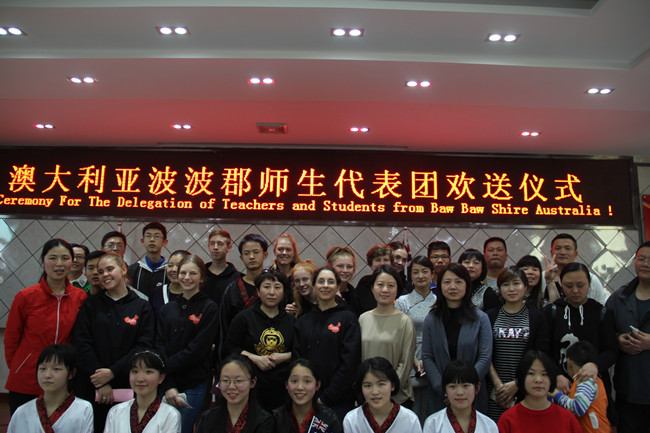 澳大利亚波波郡师生代表团欢送仪式
Ceremony For The Delegation of Teachers and Students from Baw Baw Shire Australia !